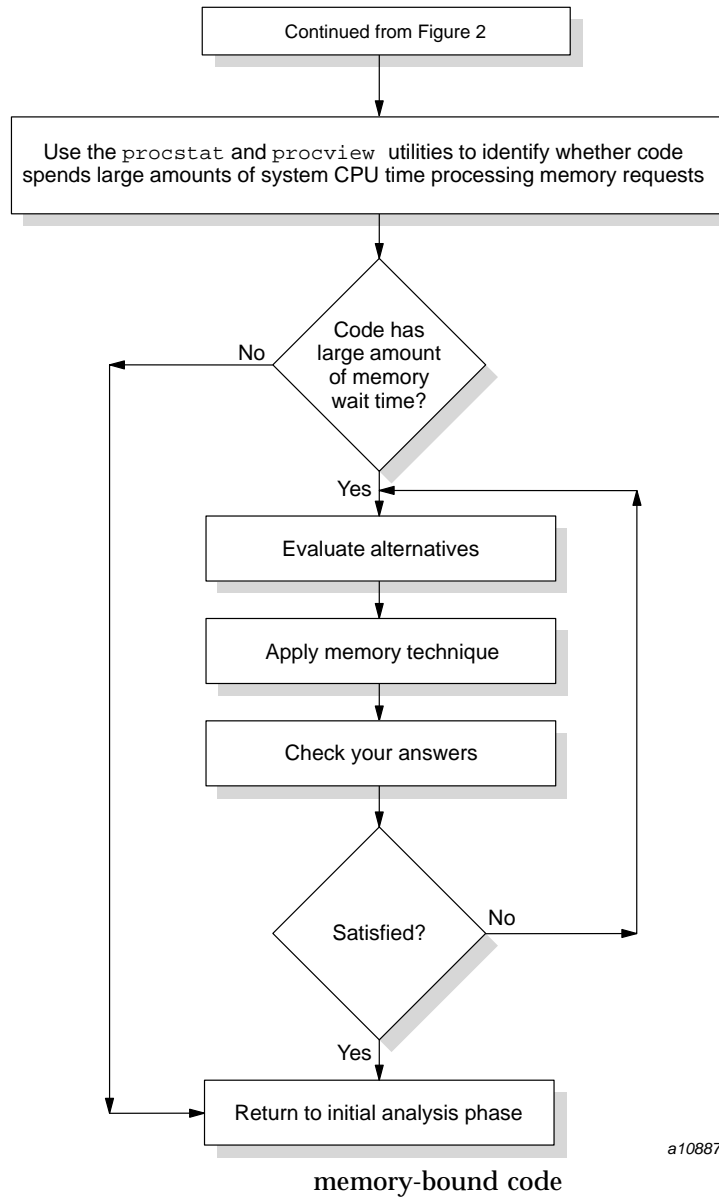 Continued from Figure 2
Use the procstat and procview utilities to identify whether code
spends large amounts of system CPU time processing memory requests
Code has
large amount
of memory
wait time?
No
Yes
Evaluate alternatives
Apply memory technique
Check your answers
Satisfied?
No
Yes
Return to initial analysis phase
a10887
memory-bound code